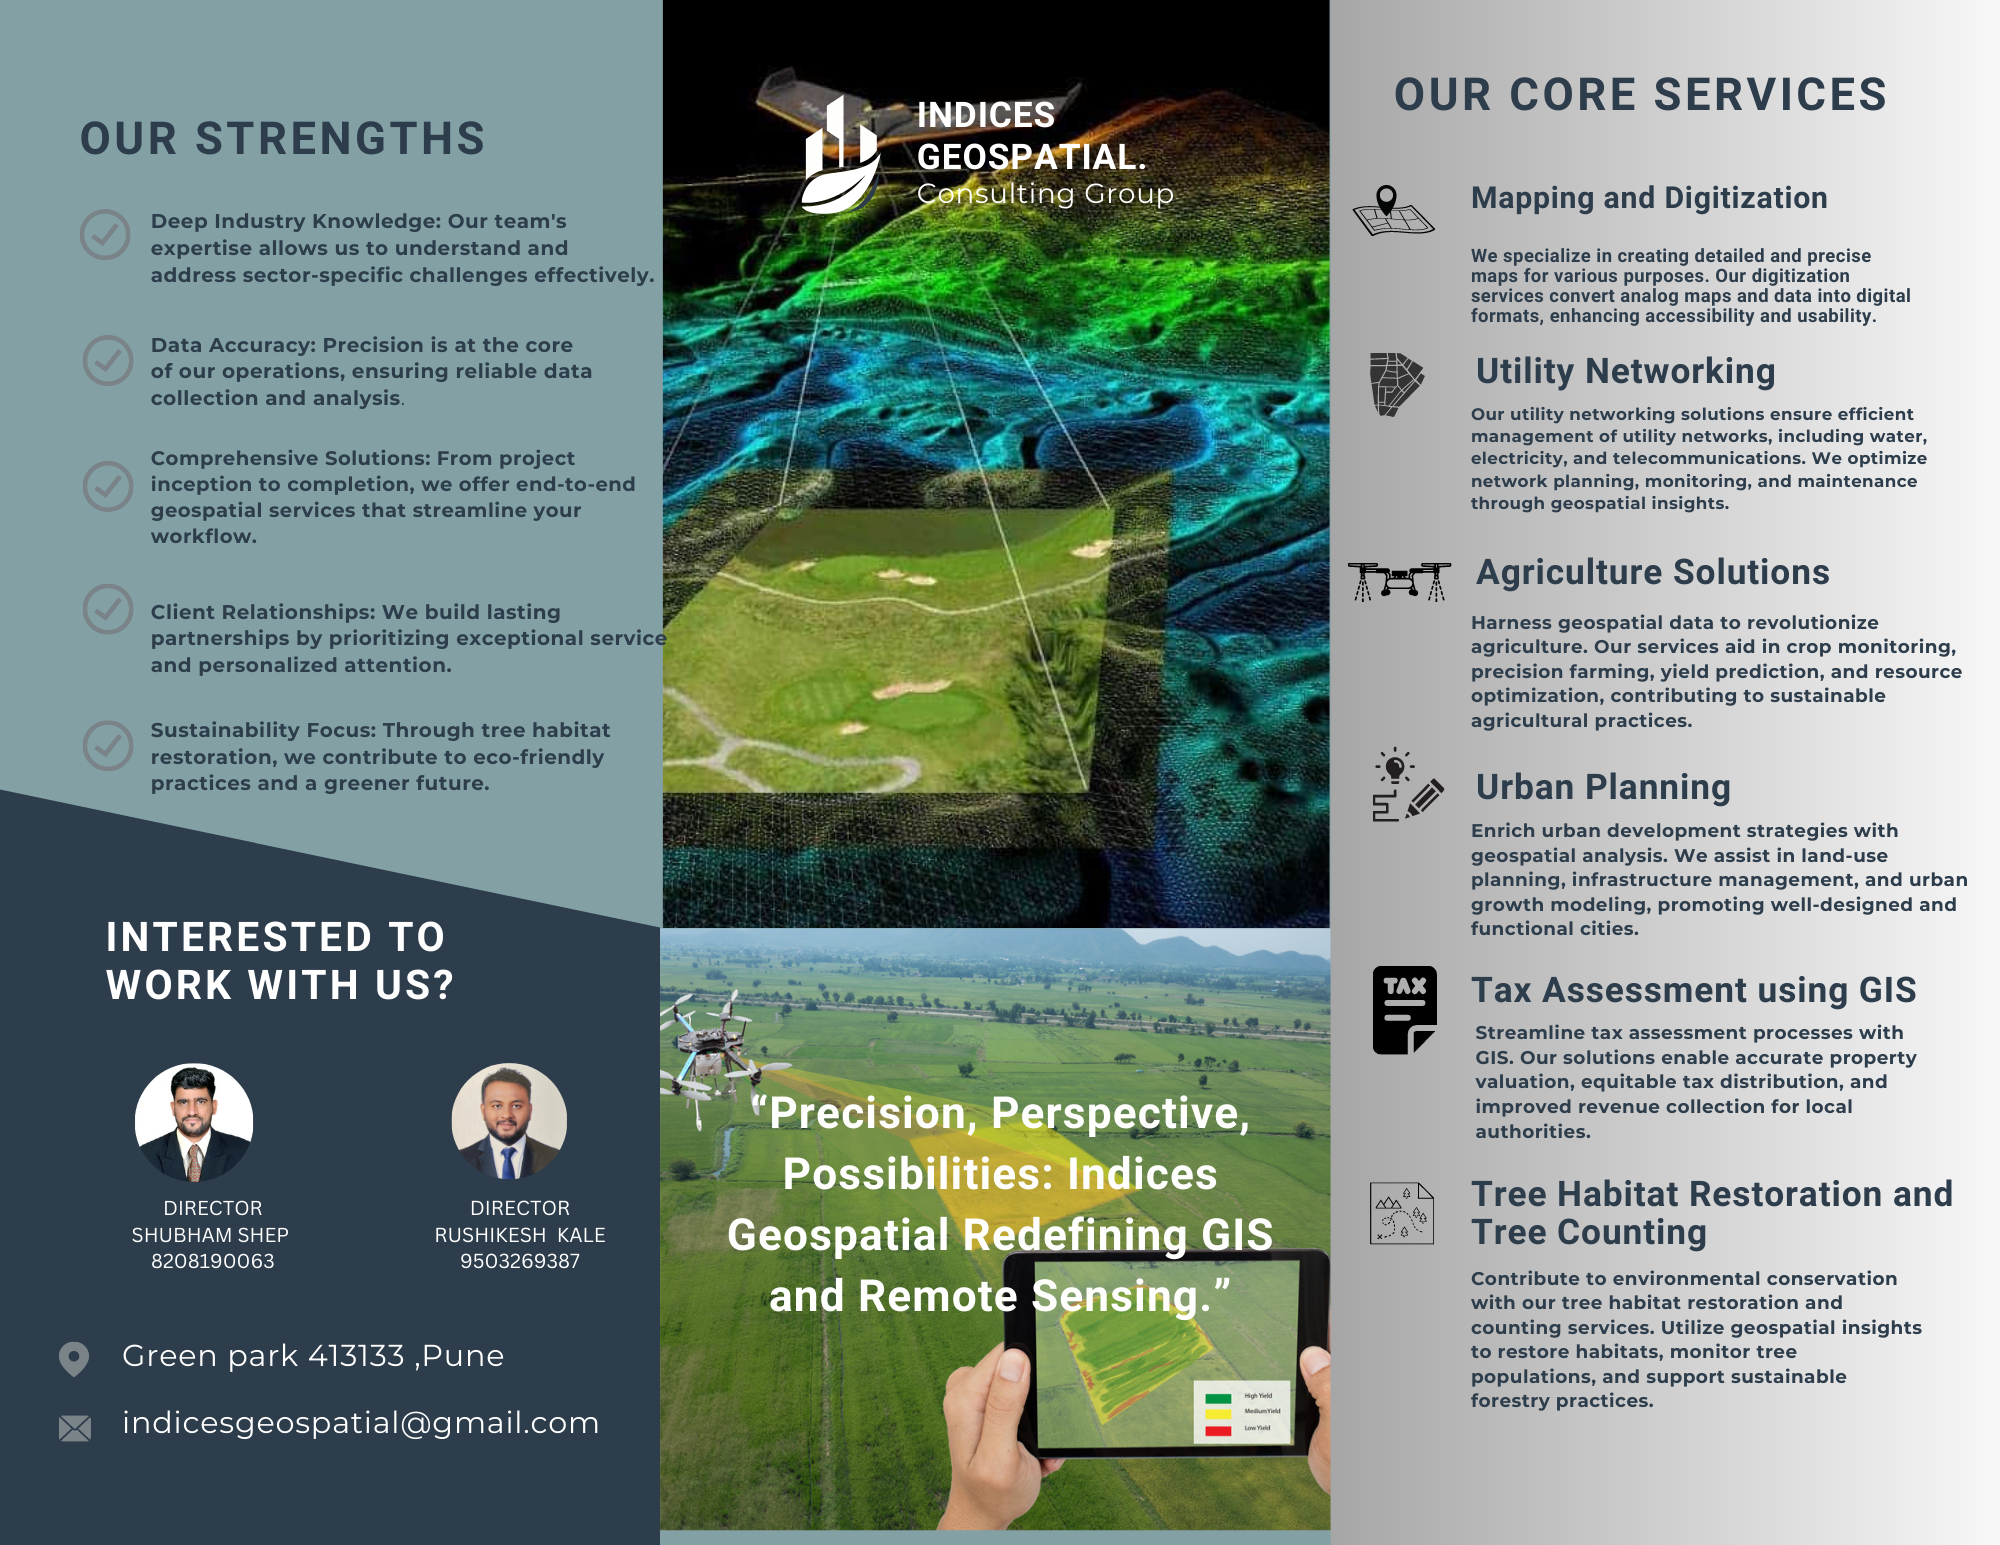 OUR STRENGTHS
Deep Industry Knowledge: Our team's
expertise allows us to understand and
address sector-specific challenges effectively.
Data Accuracy: Precision is at the core
of our operations, ensuring reliable data
collection and analysis.
Comprehensive Solutions: From project
inception to completion, we offer end-to-end
geospatial services that streamline your
workflow.
Client Relationships: We build lasting
partnerships by prioritizing exceptional service
and personalized attention.
Sustainability Focus: Through tree habitat
restoration, we contribute to eco-friendly
practices and a greener future.
INTERESTED TO
WORK WITH US?
DIRECTOR
SHUBHAM SHEP
8208190063
DIRECTOR
RUSHIKESH KALE
9503269387
Green park 413133 ,Pune
indicesgeospatial@gmail.com
INDICES
GEOSPATIAL.
Consulting Group
“Precision, Perspective,
Possibilities: Indices
Geospatial Redefining GIS
and Remote Sensing.”
High Yield
MediumYield
Low Yield
OUR CORE SERVICES
Mapping and Digitization
We specialize in creating detailed and precise
maps for various purposes. Our digitization
services convert analog maps and data into digital
formats, enhancing accessibility and usability.
Utility Networking
Our utility networking solutions ensure efficient
management of utility networks, including water,
electricity, and telecommunications. We optimize
network planning, monitoring, and maintenance
through geospatial insights.
Agriculture Solutions
Harness geospatial data to revolutionize
agriculture. Our services aid in crop monitoring,
precision farming, yield prediction, and resource
optimization, contributing to sustainable
agricultural practices.
Urban Planning
Enrich urban development strategies with
geospatial analysis. We assist in land-use
planning, infrastructure management, and urban
growth modeling, promoting well-designed and
functional cities.
TAX
Tax Assessment using GIS
Streamline tax assessment processes with
GIS. Our solutions enable accurate property
valuation, equitable tax distribution, and
improved revenue collection for local
authorities.
Tree Habitat Restoration and
Tree Counting
Contribute to environmental conservation
with our tree habitat restoration and
counting services. Utilize geospatial insights
to restore habitats, monitor tree
populations, and support sustainable
forestry practices.